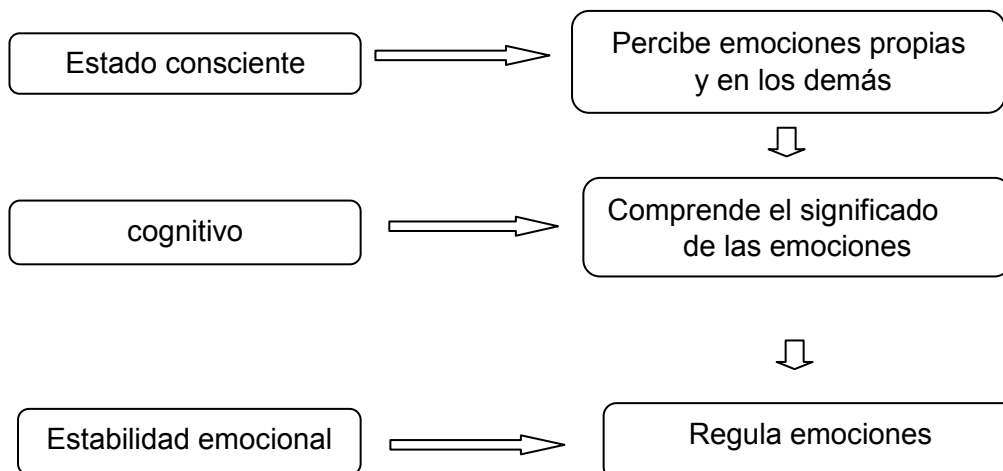 Estado consciente
Percibe emociones propias
y en los demás
cognitivo
Comprende el significado
de las emociones
Estabilidad emocional
Regula emociones